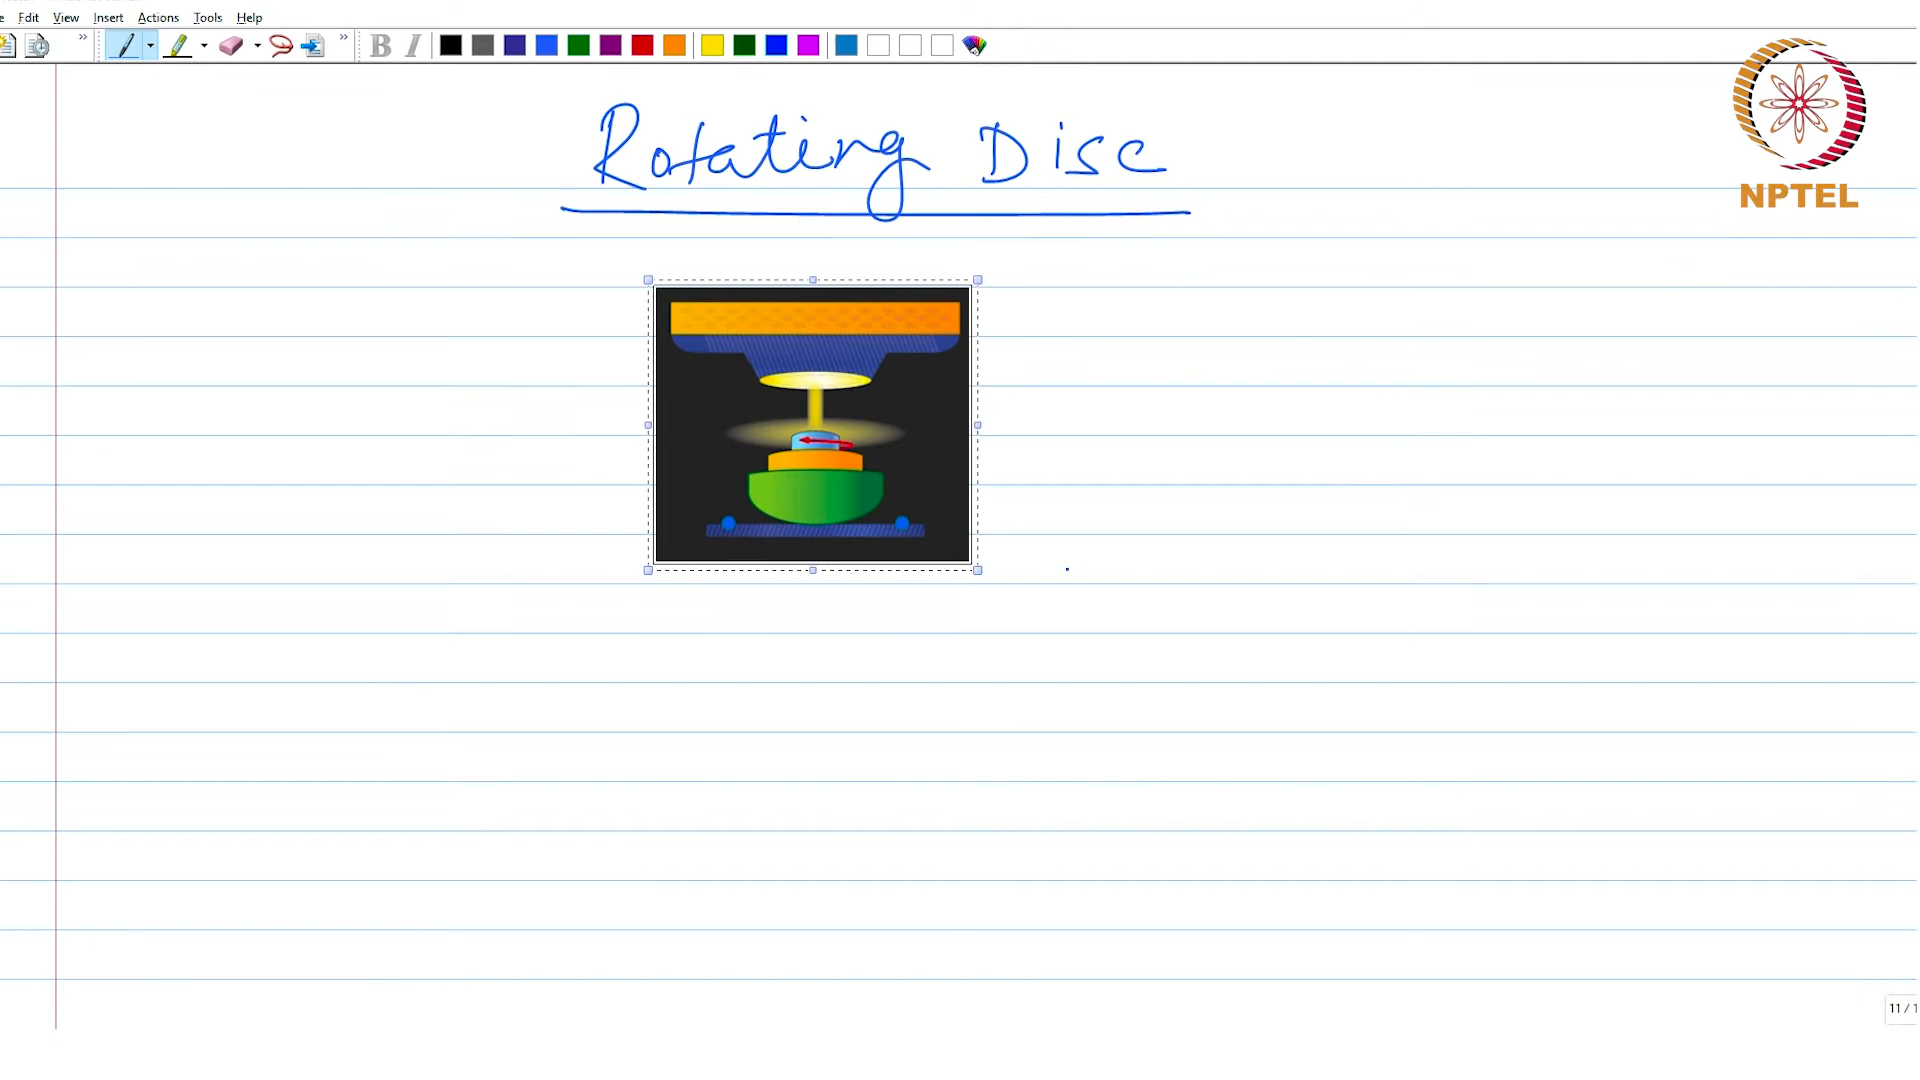 Edit View Insert Actions Tools Help
B I
Rotating Disc
NPTEL
11 / 1